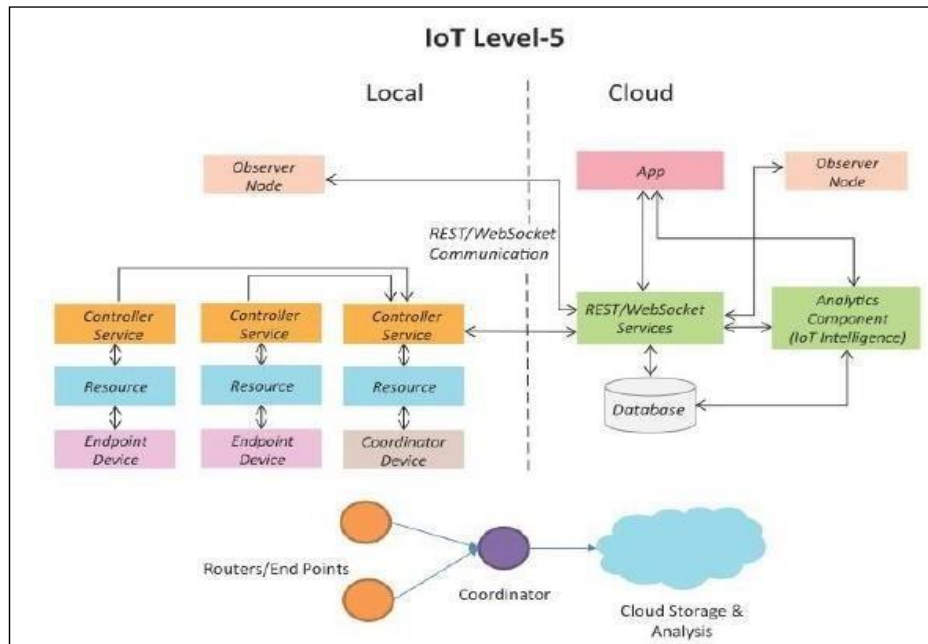 IoT Level-5
Local
Cloud
Observer
Node
App
Observer
Node
REST/WebSocket
Communication
Controller
Service
Controller
Service
Controller
Service
REST/WebSocket
Services
Analytics
Component
(IoT Intelligence)
Resource
Resource
Resource
Database
Endpoint
Device
Endpoint
Device
Coordinator
Device
Routers/End Points
Coordinator
Cloud Storage &
Analysis